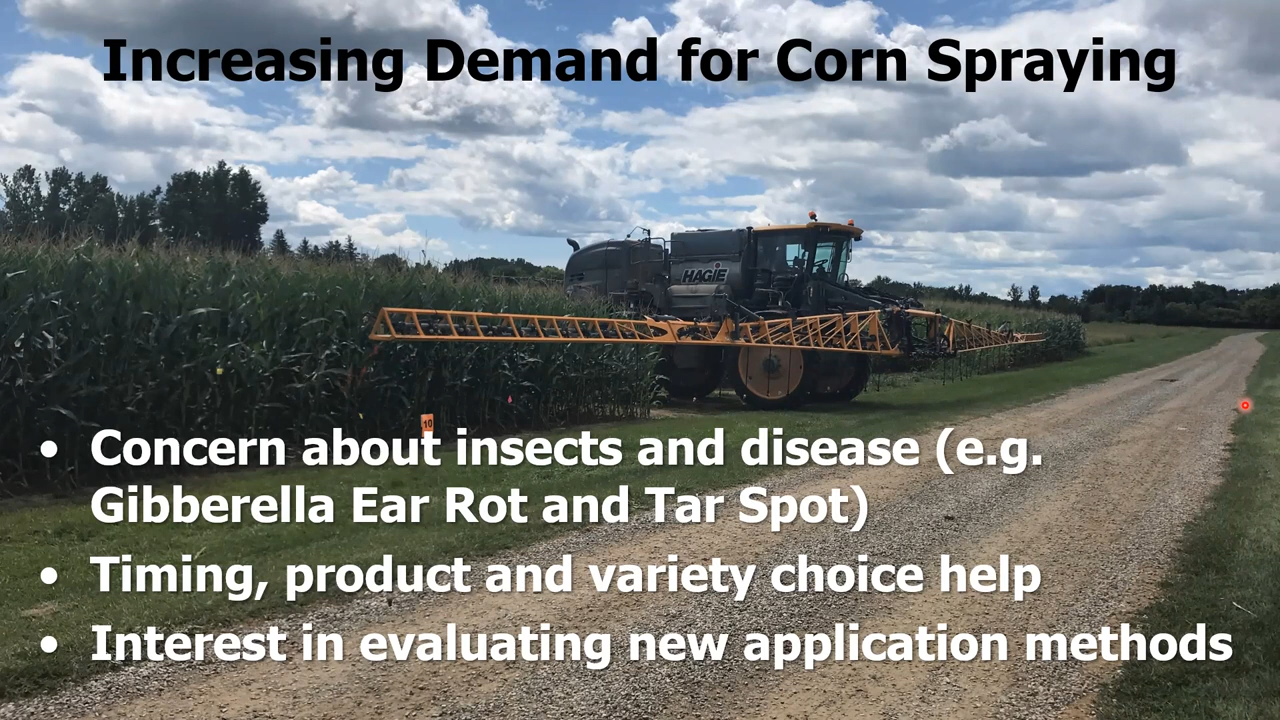 Increasing Demand for Corn Spraying
HAGIE
10
• Concern about insects and disease (e.g.
Gibberella Ear Rot and Tar Spot)
• Timing, product and variety choice help
• Interest in evaluating new application methods